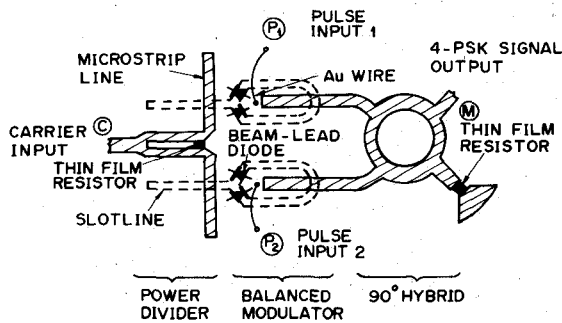 P1
PULSE
INPUT 1
MICROSTRIP
LINE
Au WIRE
4-PSK SIGNAL
OUTPUT
C
CARRIER
INPUT
BEAM-LEAD
DIODE
M
THIN FILM
RESISTOR
THIN FILM
RESISTOR
SLOTLINE
P2
PULSE
INPUT 2
POWER
DIVIDER
BALANCED
MODULATOR
90° HYBRID